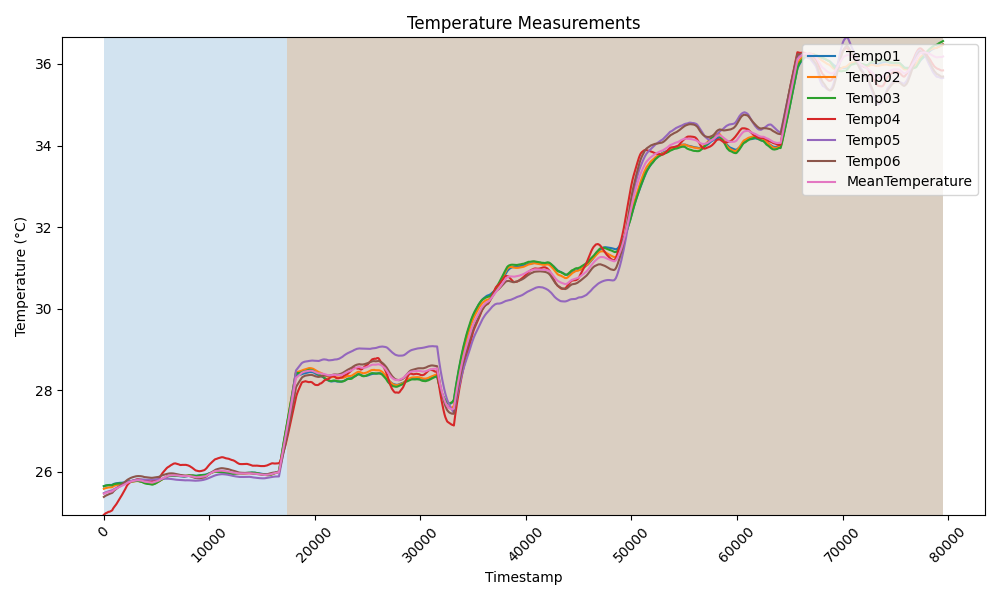 Temperature Measurements
36
34
32
30
28
26
Temperature (°C)
Temp01
Temp02
Temp03
Temp04
Temp05
Temp06
MeanTemperature
0
10000
20000
30000
40000
50000
60000
70000
80000
Timestamp